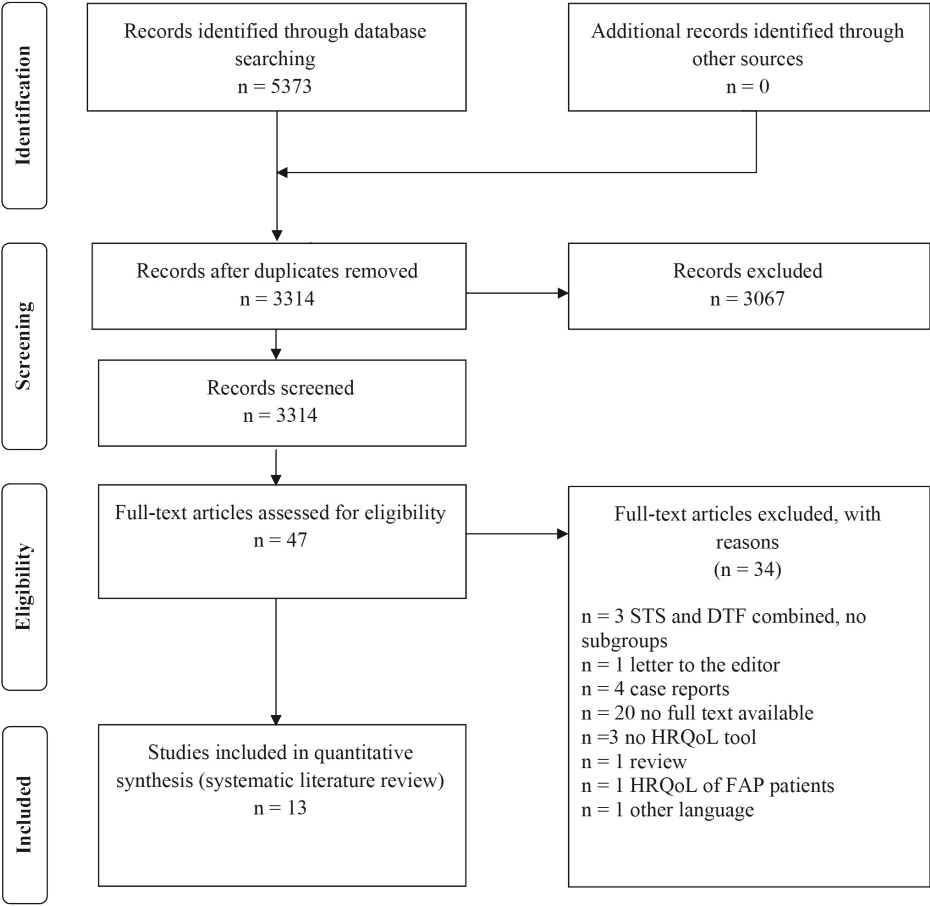 Identification
Records identified through database
searching
n = 5373
Additional records identified through
other sources
n = 0
Screening
Records after duplicates removed
n = 3314
Records excluded
n = 3067
Records screened
n = 3314
Eligibility
Full-text articles assessed for eligibility
n = 47
Full-text articles excluded, with
reasons
(n = 34)
n = 3 STS and DTF combined, no
subgroups
n = 1 letter to the editor
n = 4 case reports
n = 20 no full text available
n =3 no HRQoL tool
n = 1 review
n = 1 HRQoL of FAP patients
n = 1 other language
Included
Studies included in quantitative
synthesis (systematic literature review)
n = 13